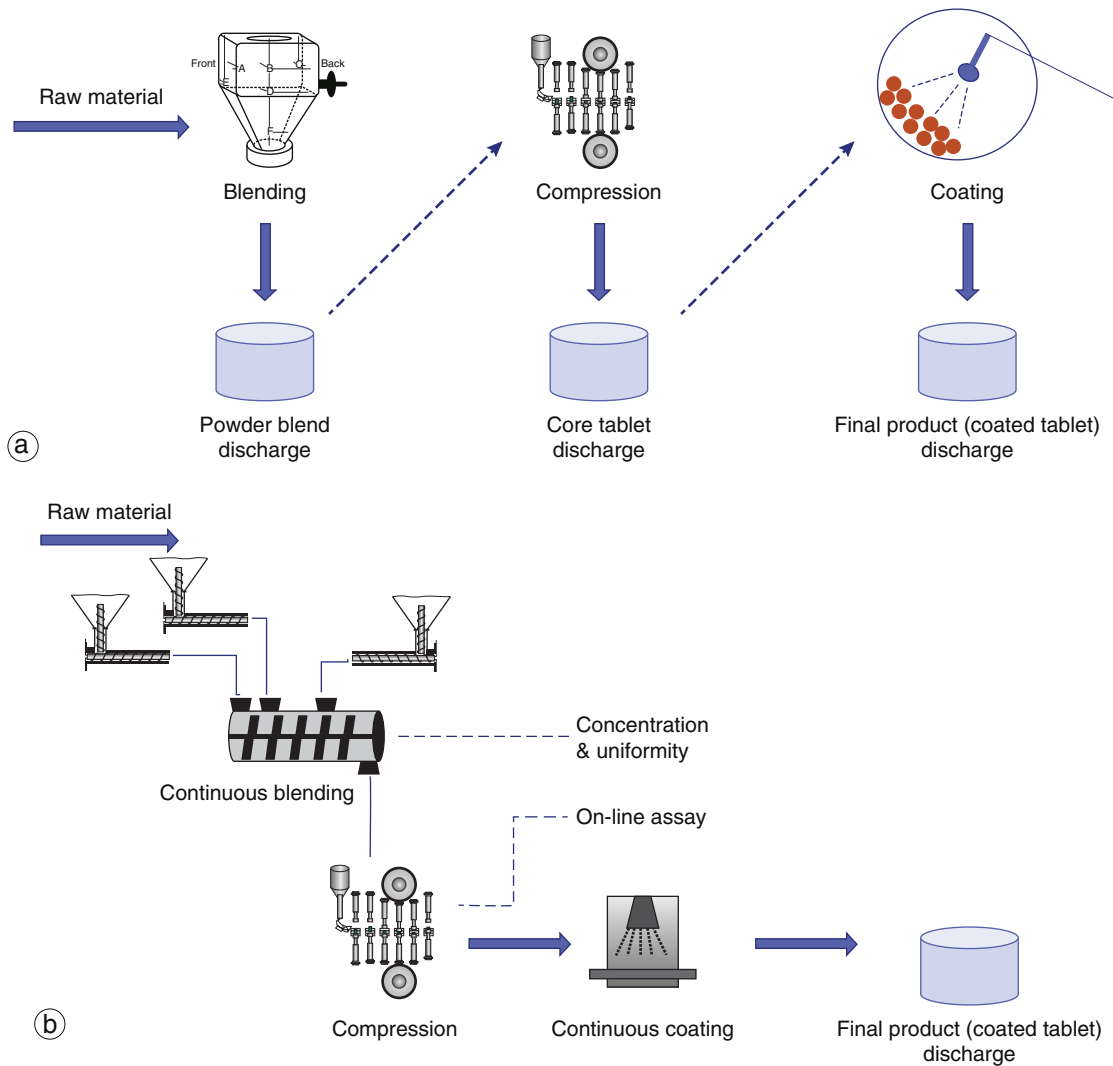 Raw material
Front
Back
A
B
C
E
D
F
Blending
Compression
Coating
Powder blend
discharge
Core tablet
discharge
Final product (coated tablet)
discharge
a
Raw material
Concentration
& uniformity
Continuous blending
On-line assay
Compression
Continuous coating
Final product (coated tablet)
discharge
b